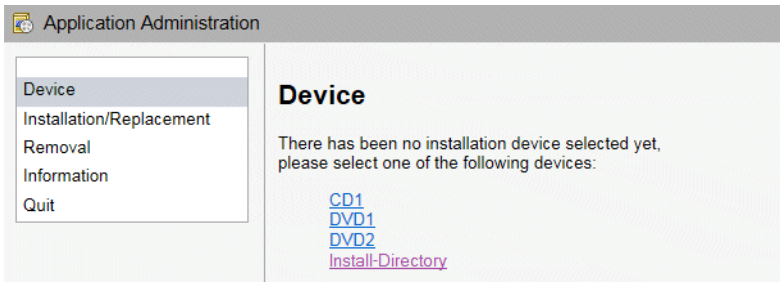 Application Administration
Device
Installation/Replacement
Removal
Information
Quit
Device
There has been no installation device selected yet,
please select one of the following devices:
CD1
DVD1
DVD2
Install-Directory